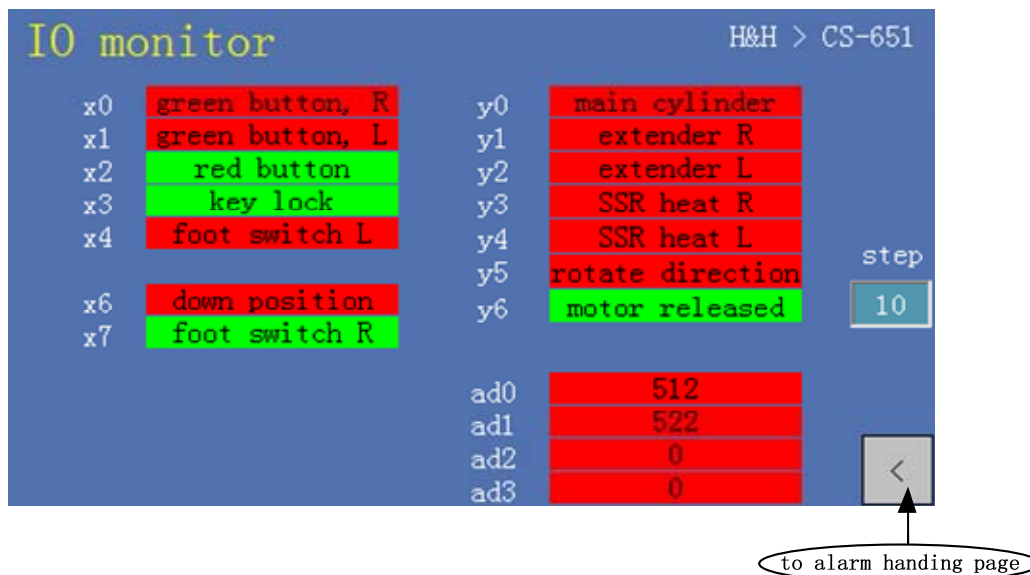 IO monitor
H&H > CS-651
x0 green button, R
x1 green button, L
x2 red button
x3 key lock
x4 foot switch L
x6 down position
x7 foot switch R
y0 main cylinder
y1 extender R
y2 extender L
y3 SSR heat R
y4 SSR heat L
y5 rotate direction
y6 motor released
step
10
ad0 512
ad1 522
ad2 0
ad3 0
<
to alarm handing page